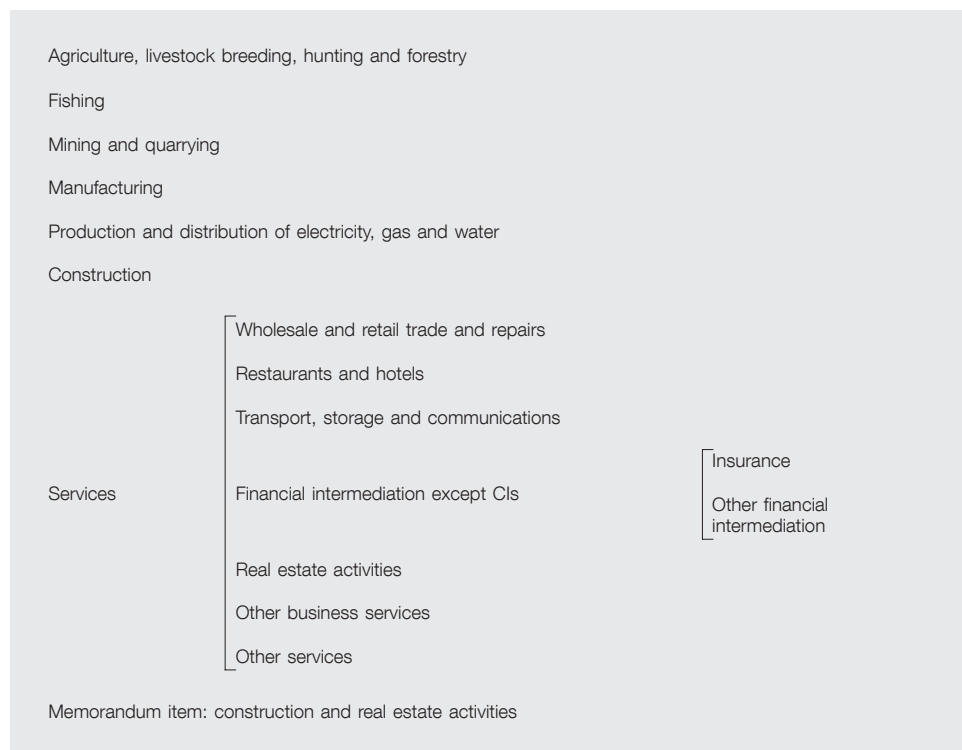 Agriculture, livestock breeding, hunting and forestry
Fishing
Mining and quarrying
Manufacturing
Production and distribution of electricity, gas and water
Construction
Services
Wholesale and retail trade and repairs
Restaurants and hotels
Transport, storage and communications
Financial intermediation except CIs
Insurance
Other financial
intermediation
Real estate activities
Other business services
Other services
Memorandum item: construction and real estate activities